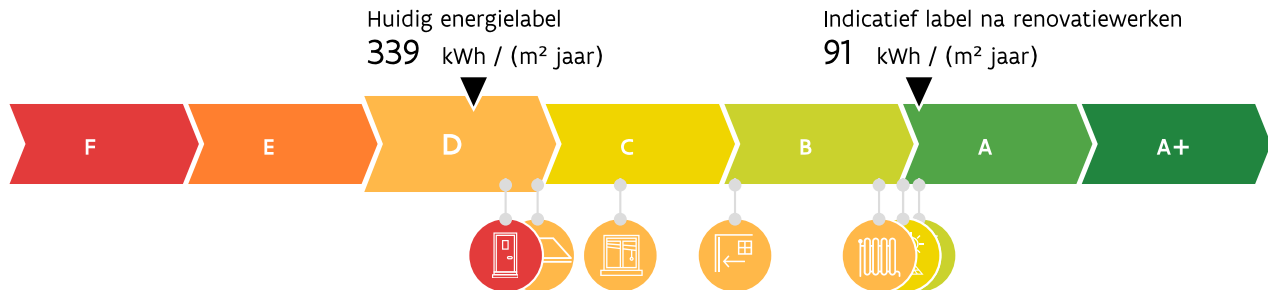 Huidig energielabel
339 kWh / (m² jaar)
Indicatief label na renovatiewerken
91 kWh / (m² jaar)
F E D C B A A+